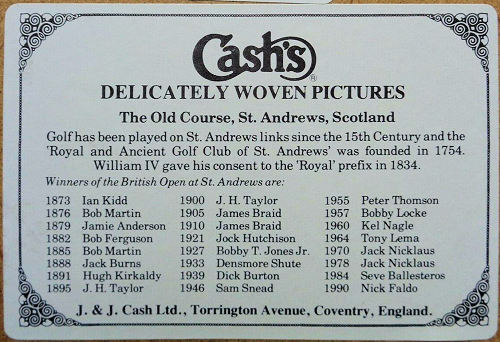 Cash's®
DELICATELY WOVEN PICTURES
The Old Course, St. Andrews, Scotland
Golf has been played on St. Andrews links since the 15th Century and the
'Royal and Ancient Golf Club of St. Andrews' was founded in 1754.
William IV gave his consent to the 'Royal' prefix in 1834.
Winners of the British Open at St. Andrews are:
1873 Ian Kidd 1900 J. H. Taylor 1955 Peter Thomson
1876 Bob Martin 1905 James Braid 1957 Bobby Locke
1879 Jamie Anderson 1910 James Braid 1960 Kel Nagle
1882 Bob Ferguson 1921 Jock Hutchison 1964 Tony Lema
1885 Bob Martin 1927 Bobby T. Jones Jr. 1970 Jack Nicklaus
1888 Jack Burns 1933 Densmore Shute 1978 Jack Nicklaus
1891 Hugh Kirkaldy 1939 Dick Burton 1984 Seve Ballesteros
1895 J. H. Taylor 1946 Sam Snead 1990 Nick Faldo
J. & J. Cash Ltd., Torrington Avenue, Coventry, England.